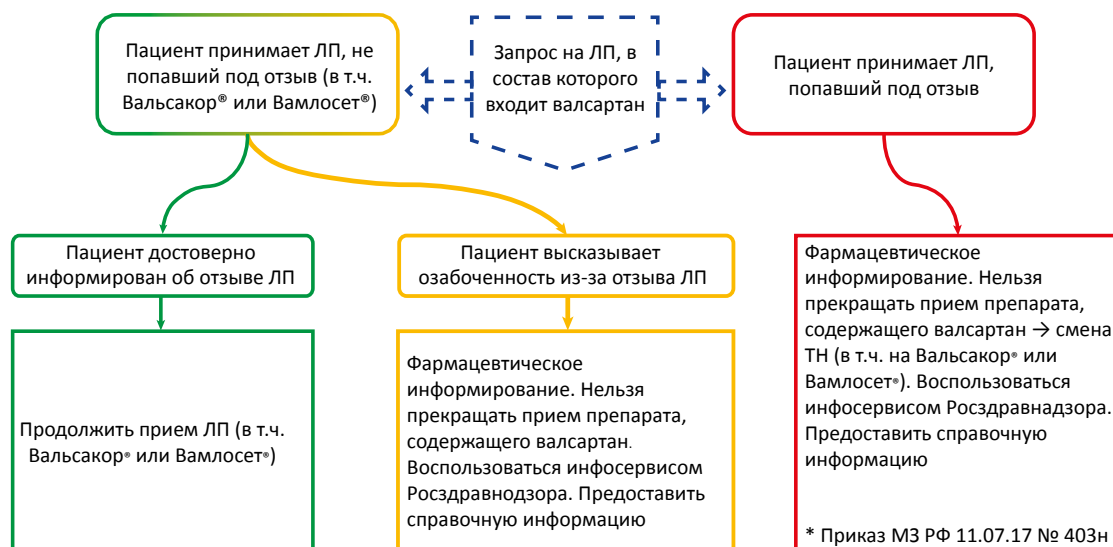 Пациент принимает ЛП, не
попавший под отзыв (в т.ч.
Вальсакор® или Вамлосет®)
Запрос на ЛП, в
состав которого
входит валсартан
Пациент принимает ЛП,
попавший под отзыв
Пациент достоверно
информирован об отзыве ЛП
Пациент высказывает
озабоченность из-за отзыва ЛП
Продолжить прием ЛП (в т.ч.
Вальсакор® или Вамлосет®)
Фармацевтическое
информирование. Нельзя
прекращать прием препарата,
содержащего валсартан.
Воспользоваться инфосервисом
Росздравнодзора. Предоставить
справочную информацию
Фармацевтическое
информирование. Нельзя
прекращать прием препарата,
содержащего валсартан → смена
ТН (в т.ч. на Вальсакор® или
Вамлосет®). Воспользоваться
инфосервисом Росздравнадзора.
Предоставить справочную
информацию
* Приказ МЗ РФ 11.07.17 № 403н